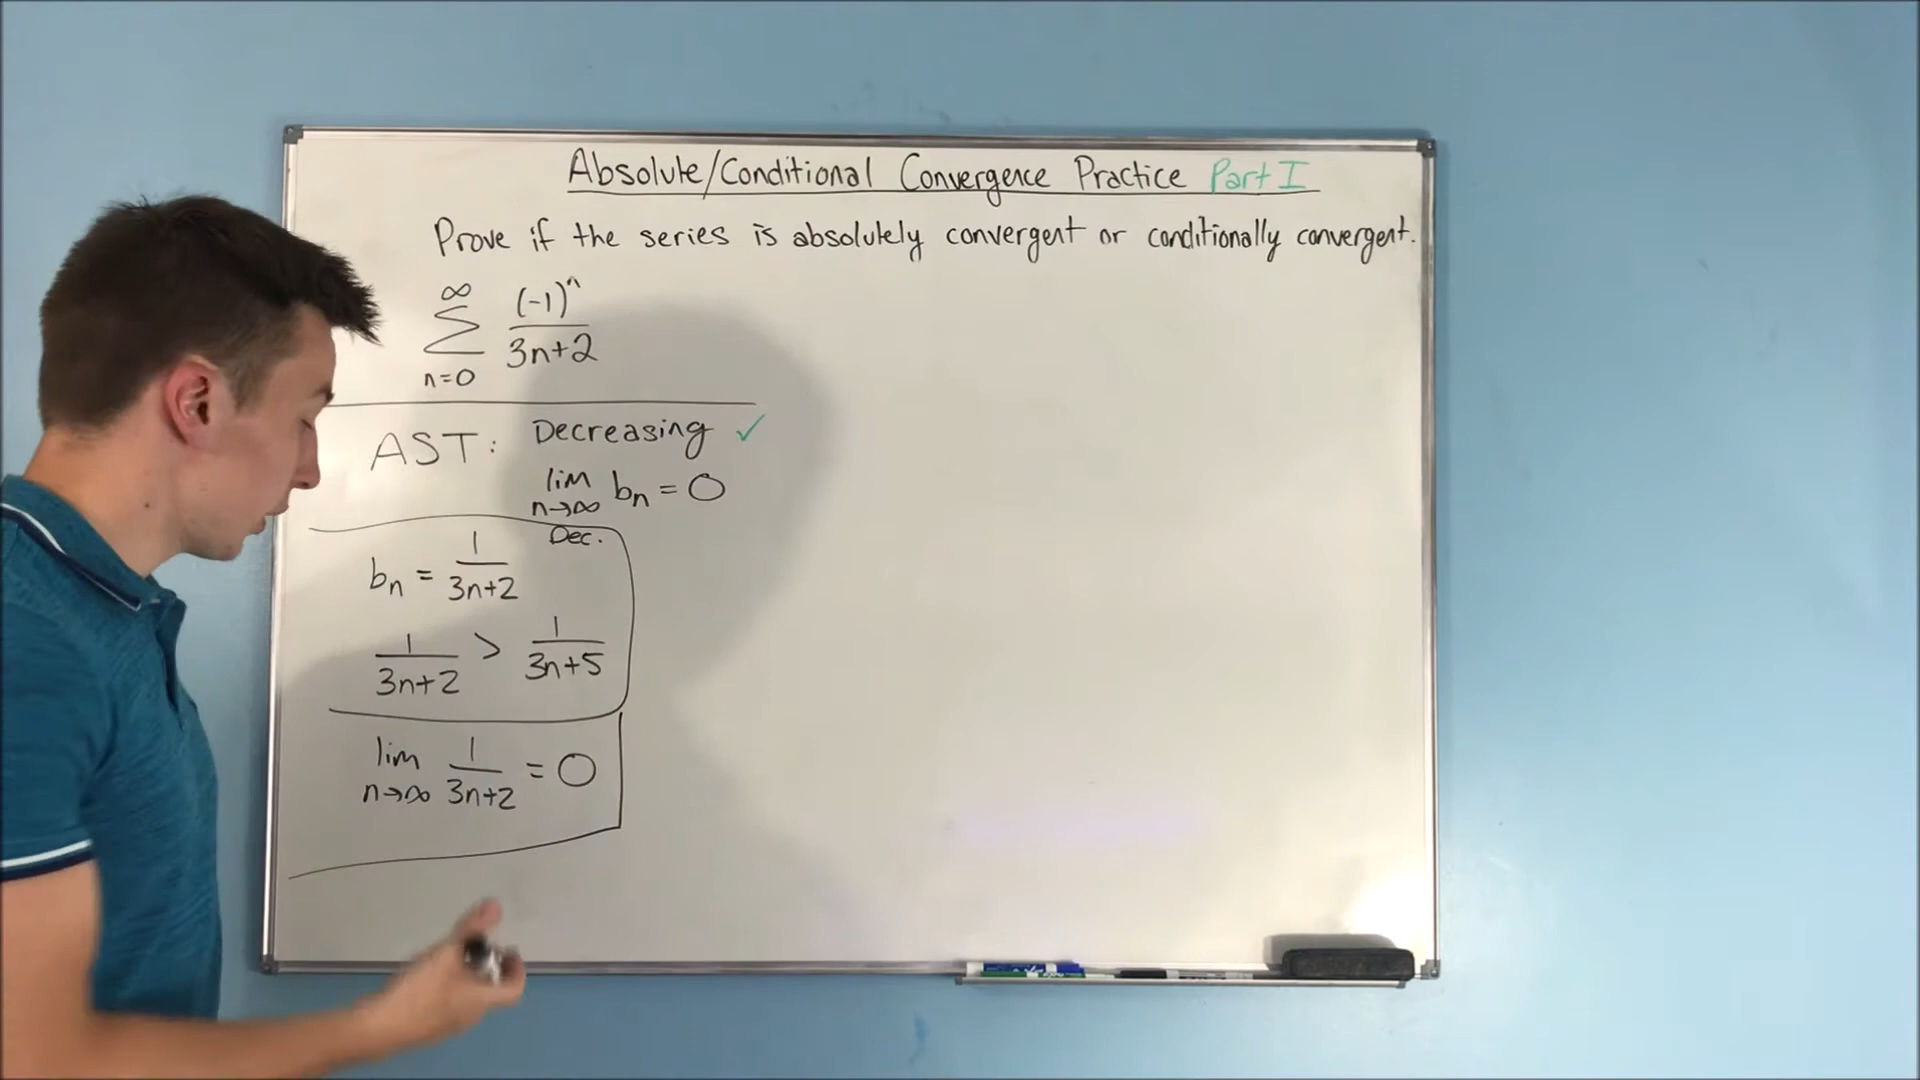 Absolute/Conditional Convergence Practice Part I
Prove if the series is absolutely convergent or conditionally convergent.
∞
Σ (-1)ⁿ / 3n+2
n=0
AST: Decreasing ✓
lim bₙ = 0
n→∞
Dec.
bₙ = 1 / 3n+2
1 / 3n+2 > 1 / 3n+5
lim 1 / 3n+2 = 0
n→∞